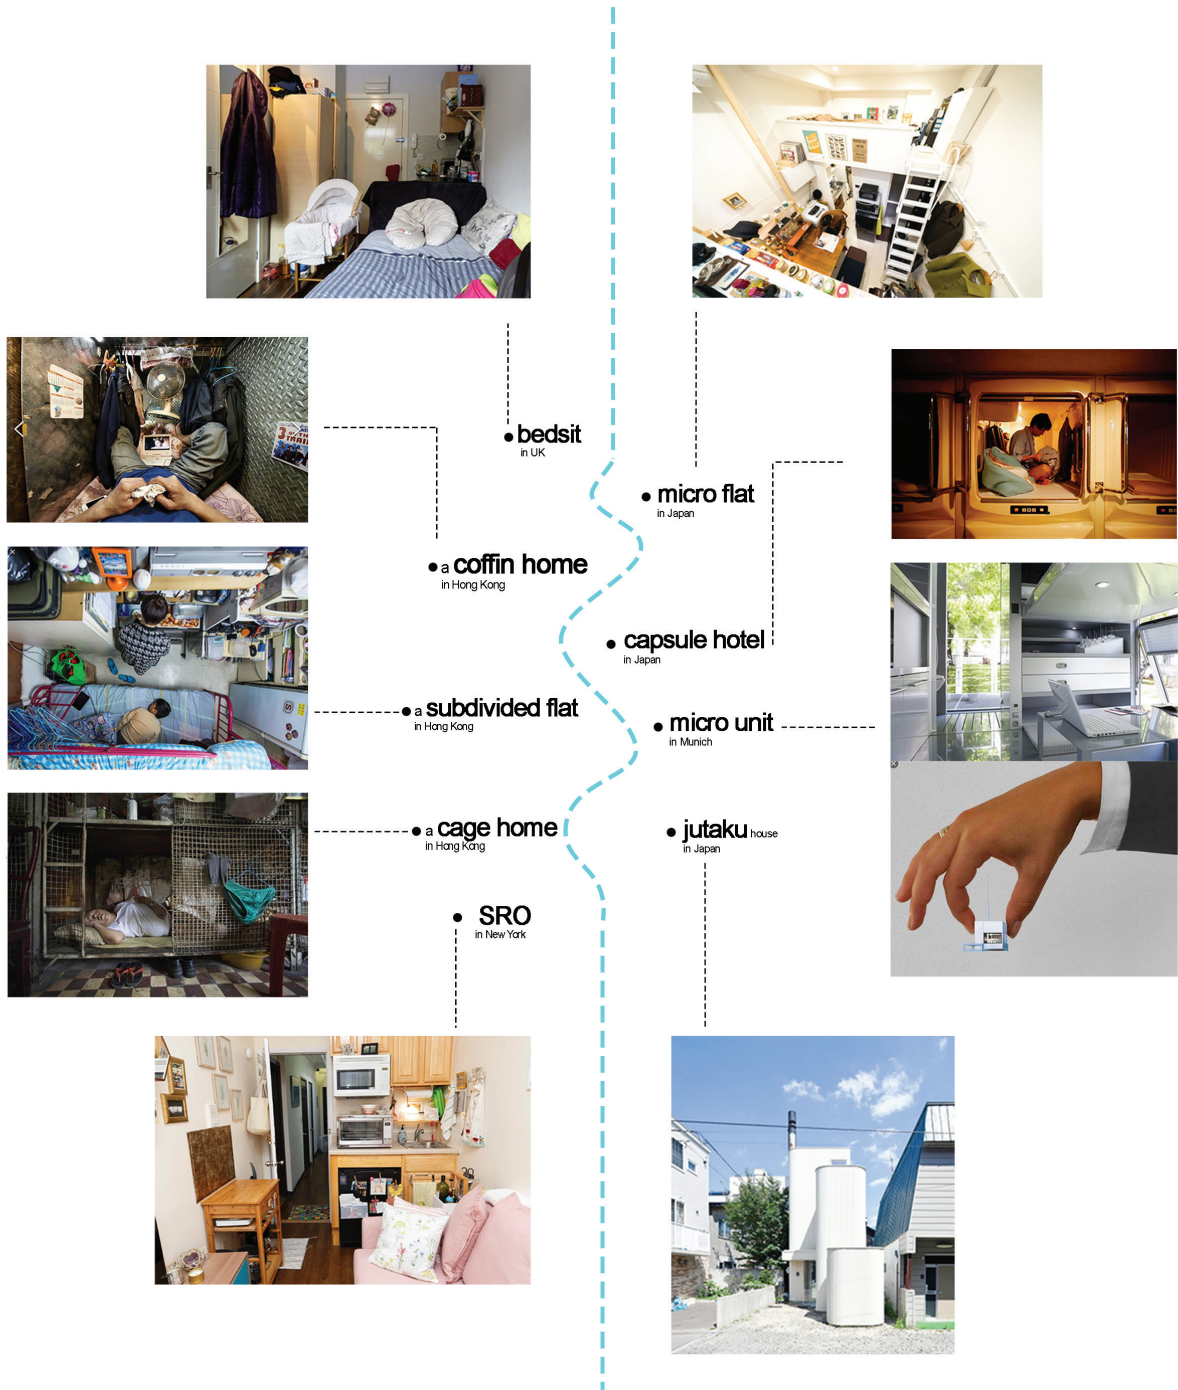 bedsit
in UK
micro flat
in Japan
a coffin home
in Hong Kong
capsule hotel
in Japan
a subdivided flat
in Hong Kong
micro unit
in Munich
a cage home
in Hong Kong
jutaku house
in Japan
SRO
in New York
605